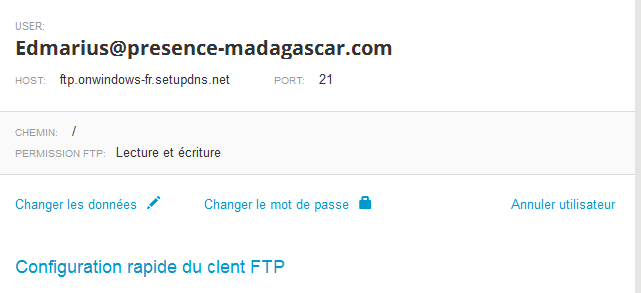 USER:
Edmarius@presence-madagascar.com
HOST: ftp.onwindows-fr.setupdns.net PORT: 21
CHEMIN: /
PERMISSION FTP: Lecture et écriture
Changer les données Changer le mot de passe Annuler utilisateur
Configuration rapide du clent FTP